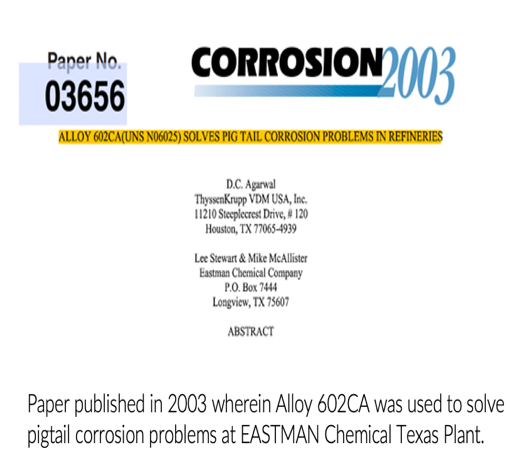 Paper No.
03656
CORROSION 2003
ALLOY 602CA(UNS N06025) SOLVES PIG TAIL CORROSION PROBLEMS IN REFINERIES
D.C. Agarwal
ThyssenKrupp VDM USA, Inc.
11210 Steeplecrest Drive, # 120
Houston, TX 77065-4939
Lee Stewart & Mike McAllister
Eastman Chemical Company
P.O. Box 7444
Longview, TX 75607
ABSTRACT
Paper published in 2003 wherein Alloy 602CA was used to solve
pigtail corrosion problems at EASTMAN Chemical Texas Plant.